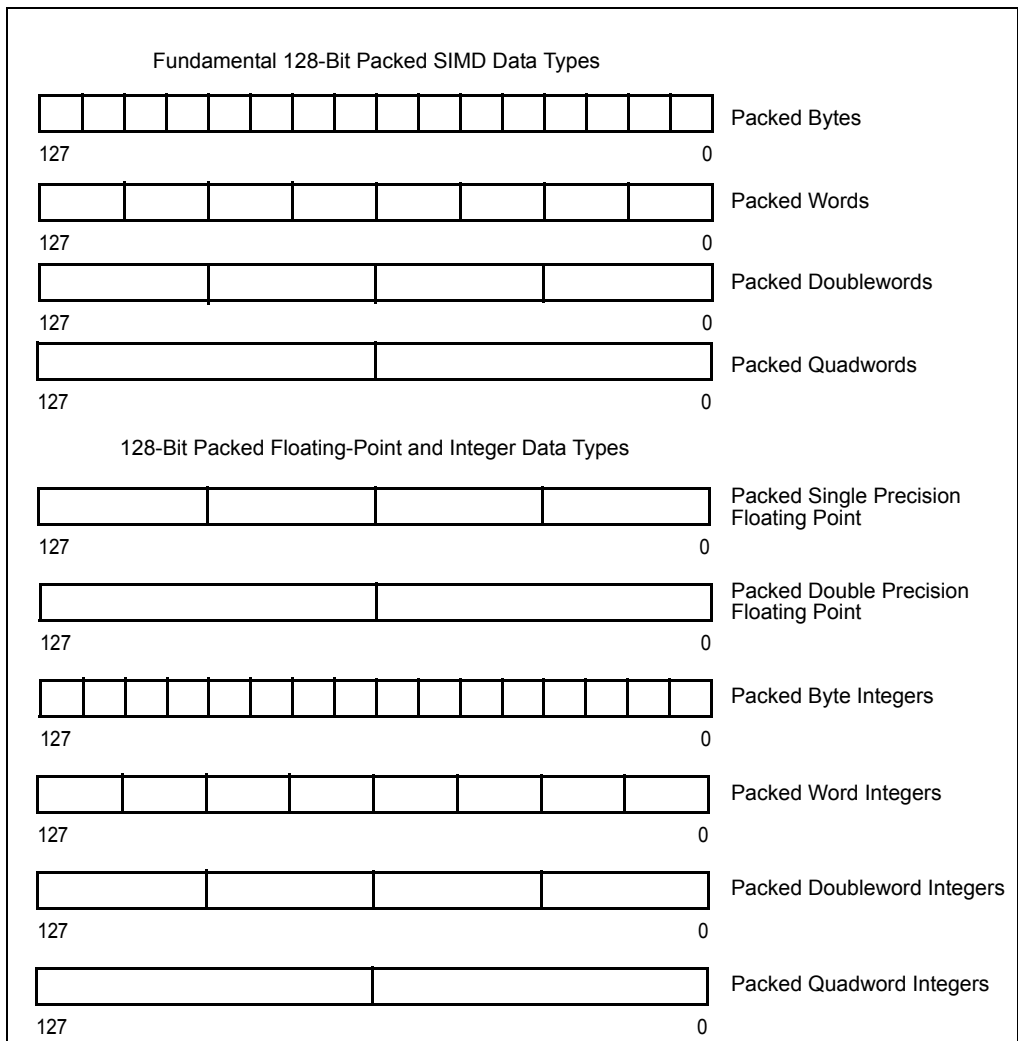 Fundamental 128-Bit Packed SIMD Data Types
Packed Bytes
127 0
Packed Words
127 0
Packed Doublewords
127 0
Packed Quadwords
127 0
128-Bit Packed Floating-Point and Integer Data Types
Packed Single Precision
Floating Point
127 0
Packed Double Precision
Floating Point
127 0
Packed Byte Integers
127 0
Packed Word Integers
127 0
Packed Doubleword Integers
127 0
Packed Quadword Integers
127 0